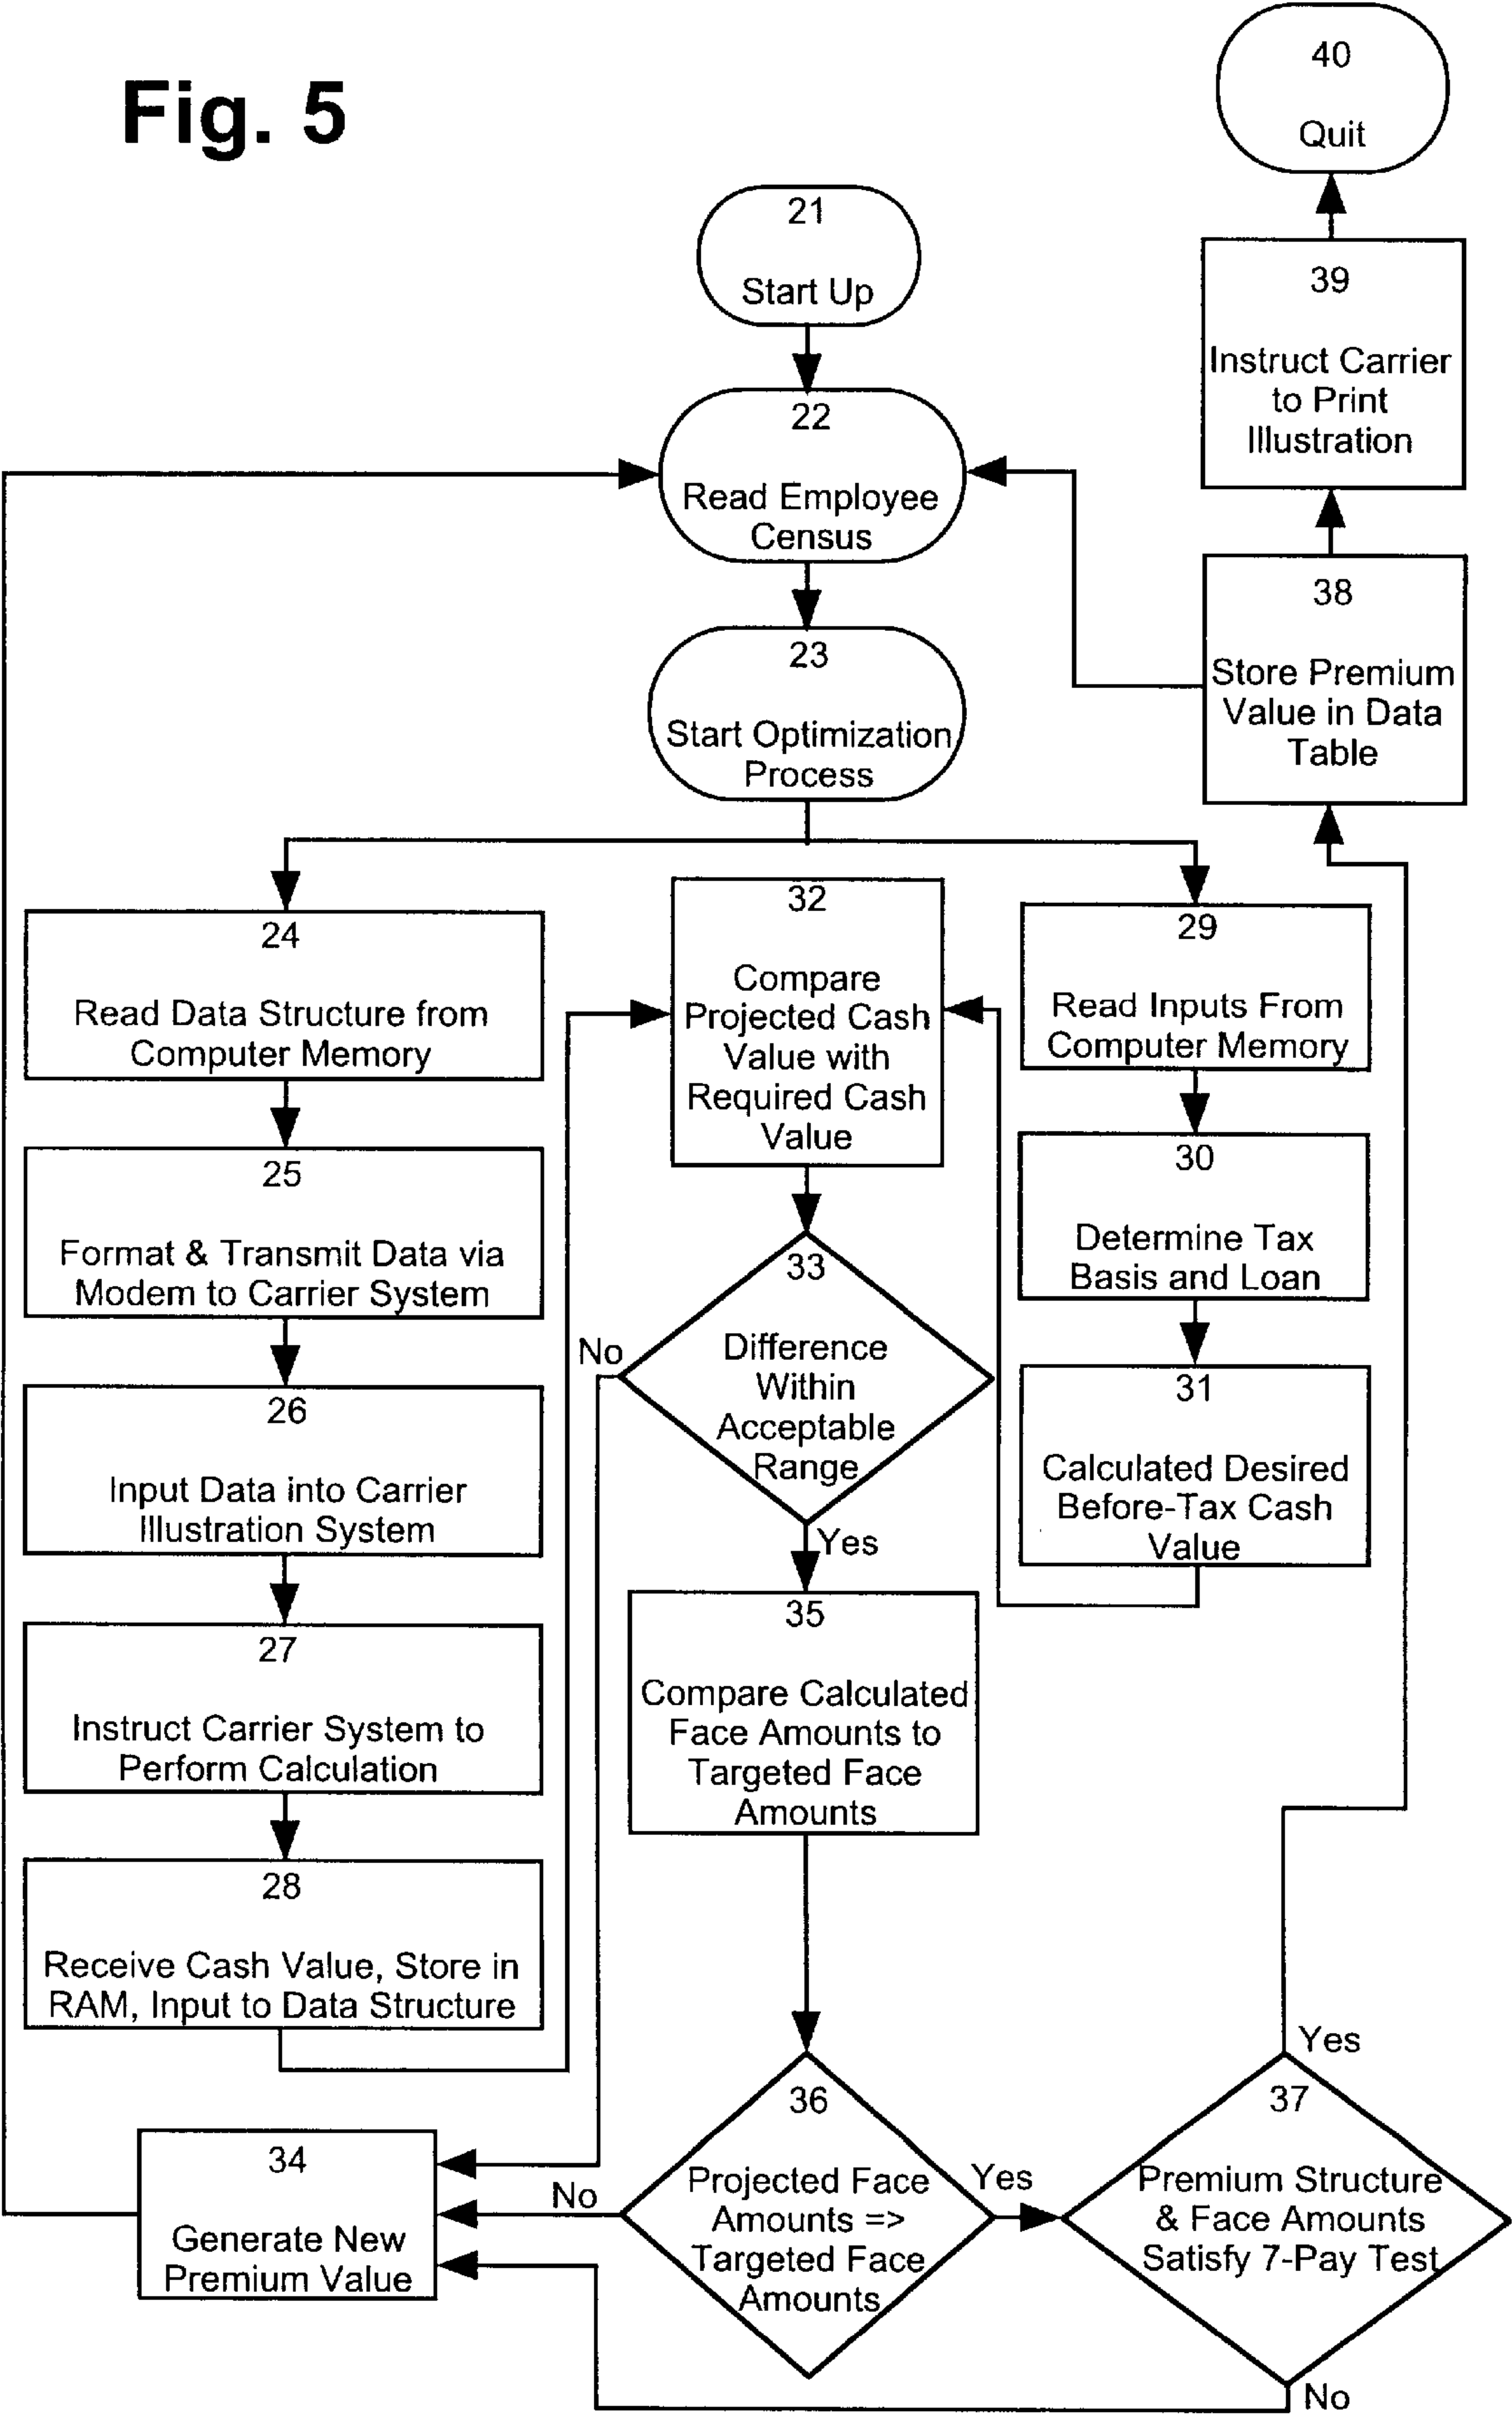 Fig. 5
40
Quit
21
Start Up
39
Instruct Carrier
to Print
Illustration
22
Read Employee
Census
38
Store Premium
Value in Data
Table
23
Start Optimization
Process
24
Read Data Structure from
Computer Memory
32
Compare
Projected Cash
Value with
Required Cash
Value
29
Read Inputs From
Computer Memory
25
Format & Transmit Data via
Modem to Carrier System
30
Determine Tax
Basis and Loan
33
Difference
Within
Acceptable
Range
No
Yes
26
Input Data into Carrier
Illustration System
31
Calculated Desired
Before-Tax Cash
Value
27
Instruct Carrier System to
Perform Calculation
35
Compare Calculated
Face Amounts to
Targeted Face
Amounts
28
Receive Cash Value, Store in
RAM, Input to Data Structure
34
Generate New
Premium Value
No
36
Projected Face
Amounts =>
Targeted Face
Amounts
Yes
Yes
37
Premium Structure
& Face Amounts
Satisfy 7-Pay Test
No